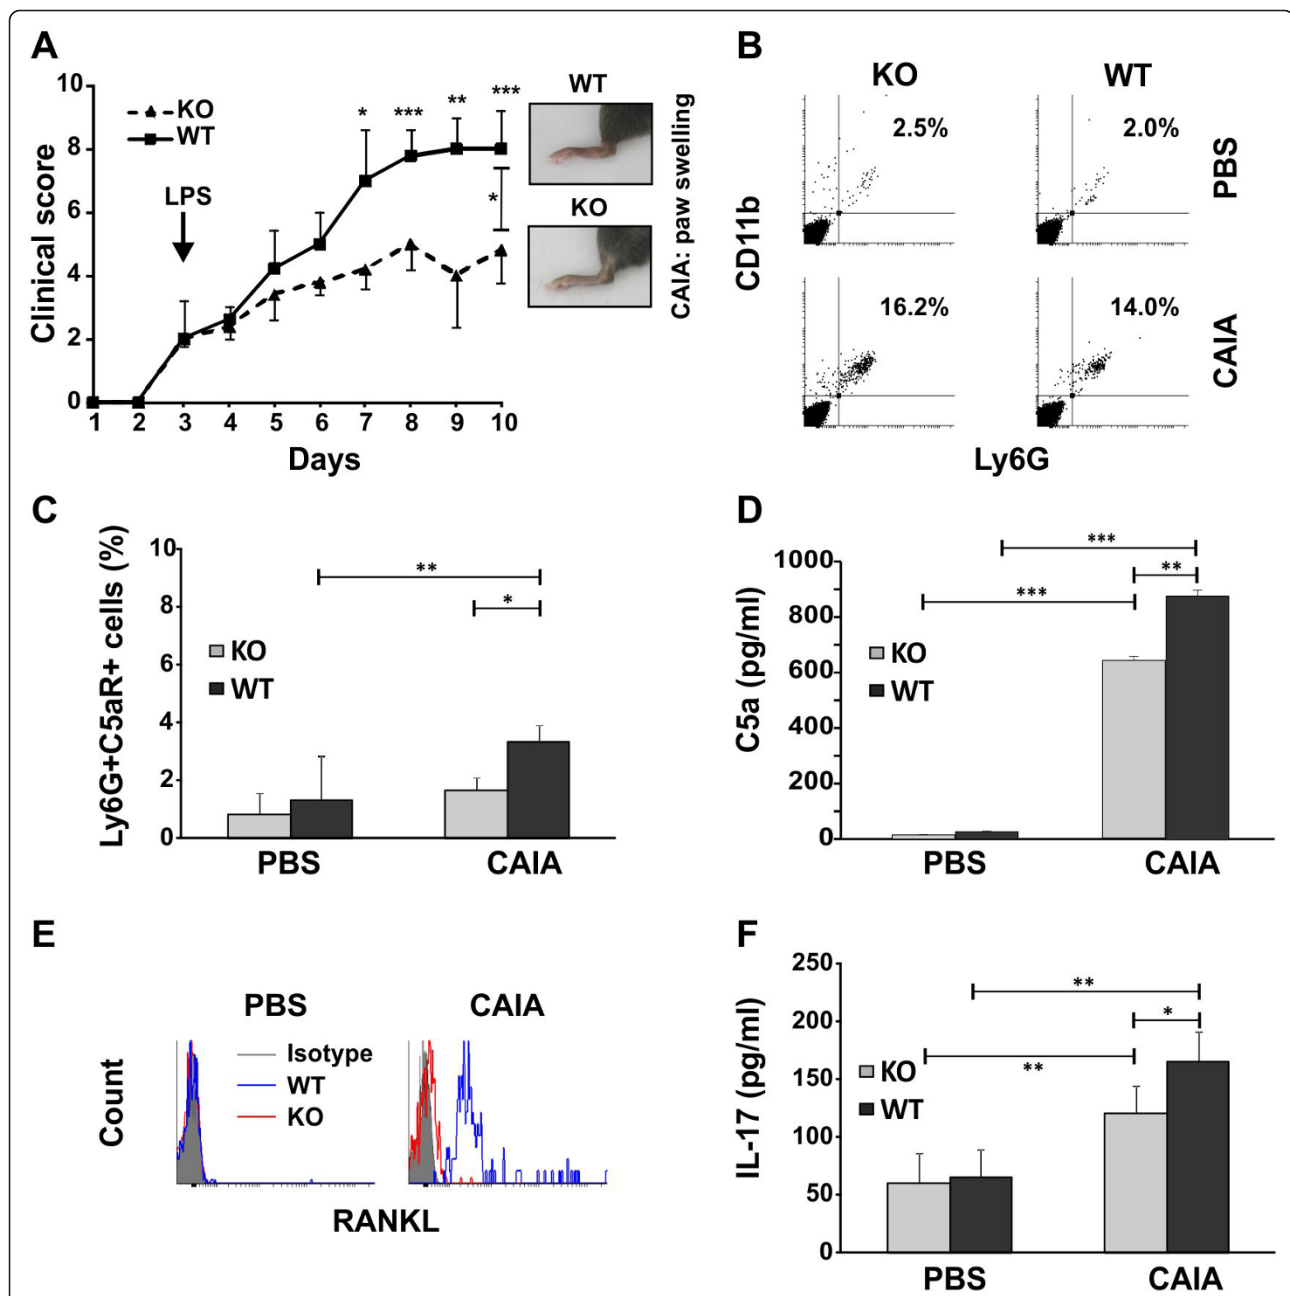 A
Clinical score
10
8
6
4
2
0
KO
WT
LPS
*
***
**
***
*
1 2 3 4 5 6 7 8 9 10
Days
WT
KO
CAIA: paw swelling
B
KO WT
2.5%
2.0%
PBS
16.2%
14.0%
CAIA
CD11b
Ly6G
C
Ly6G+C5aR+ cells (%)
10
8
6
4
2
0
KO
WT
**
*
PBS CAIA
D
C5a (pg/ml)
1000
800
600
400
200
0
KO
WT
***
**
***
PBS CAIA
E
PBS CAIA
Count
Isotype
WT
KO
RANKL
F
IL-17 (pg/ml)
250
200
150
100
50
0
KO
WT
**
*
**
PBS CAIA